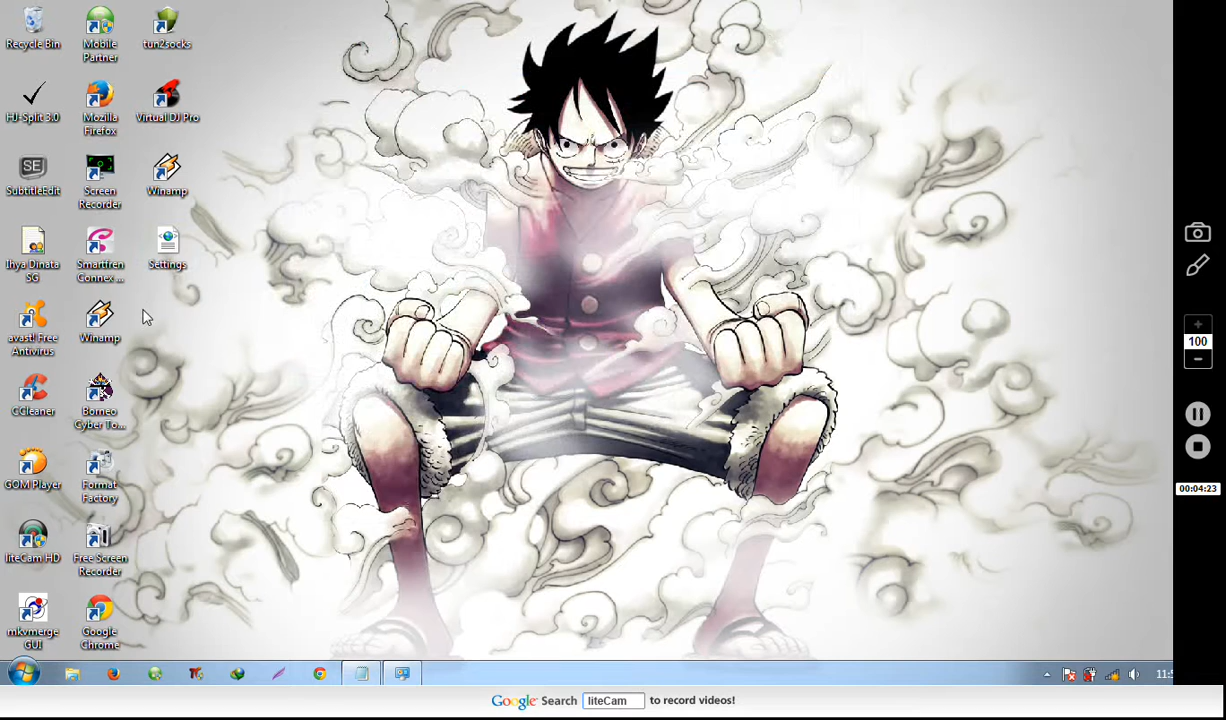 Recycle Bin
Mobile
Partner
tun2socks
HJ-Split 3.0
Mozilla
Firefox
Virtual DJ Pro
SE
SubtitleEdit
Screen
Recorder
Winamp
Ihya Dinata
SG
Smartfren
Connex ...
Settings
avast! Free
Antivirus
Winamp
CCleaner
Borneo
Cyber To...
GOM Player
Format
Factory
liteCam HD
Free Screen
Recorder
mkvmerge
GUI
Google
Chrome
100
00:04:23
Google Search liteCam to record videos!